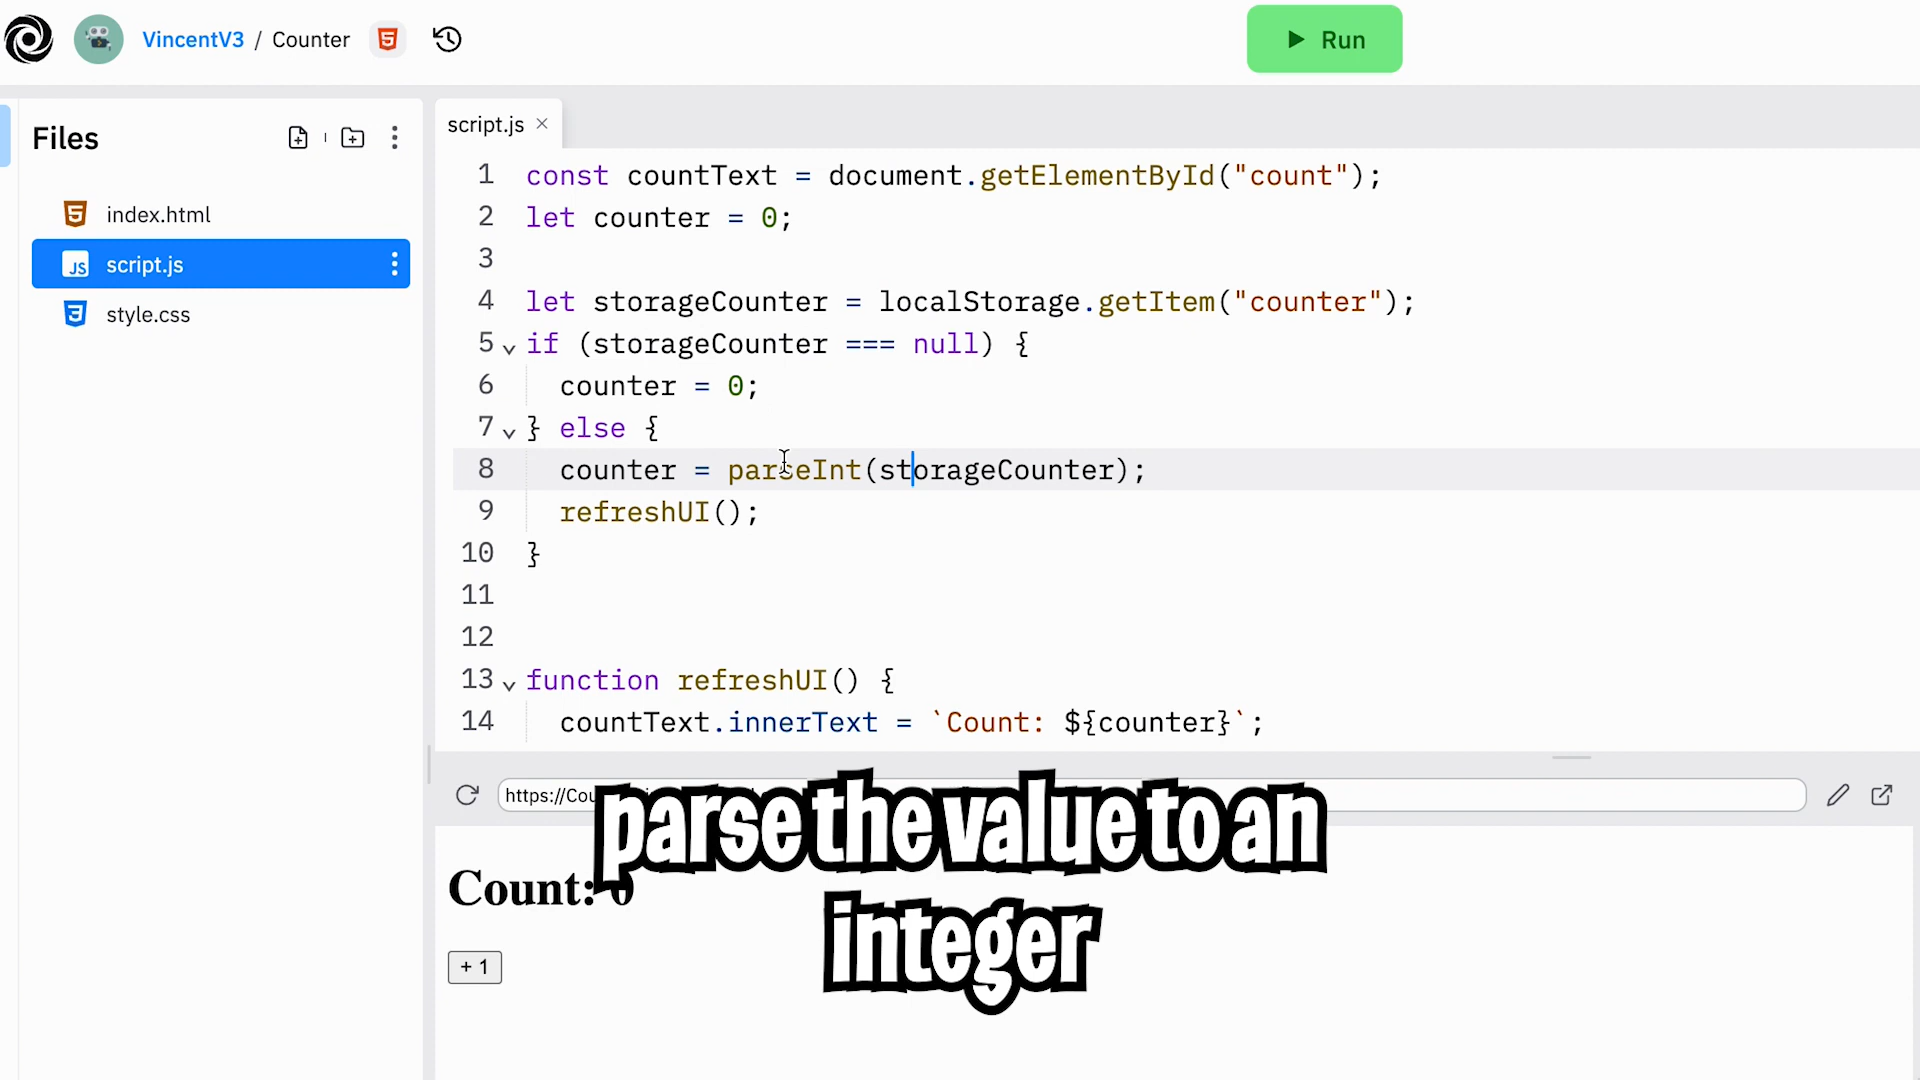 VincentV3 / Counter
Run
Files
script.js
index.html
script.js
style.css
1 const countText = document.getElementById("count");
2 let counter = 0;
3
4 let storageCounter = localStorage.getItem("counter");
5 if (storageCounter === null) {
6 counter = 0;
7 } else {
8 counter = parseInt(storageCounter);
9 refreshUI();
10 }
11
12
13 function refreshUI() {
14 countText.innerText = `Count: ${counter}`;
parse the value to an
integer
Count: 0
+ 1